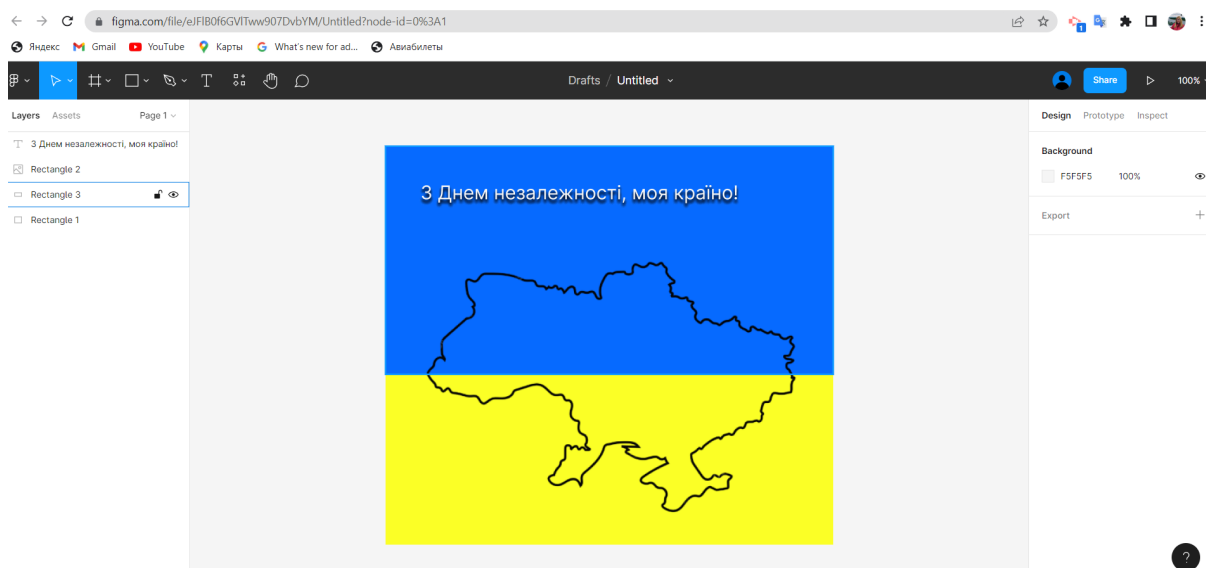 figma.com/file/eJFlB0f6GVlTww907DvbYM/Untitled?node-id=0%3A1
Яндекс Gmail YouTube Карты What's new for ad... Авиабилеты
Drafts / Untitled Share 100%
Layers Assets Page 1
Design Prototype Inspect
З Днем незалежності, моя країно!
Background
Rectangle 2
F5F5F5 100%
Rectangle 3
З Днем незалежності, моя країно!
Rectangle 1
Export